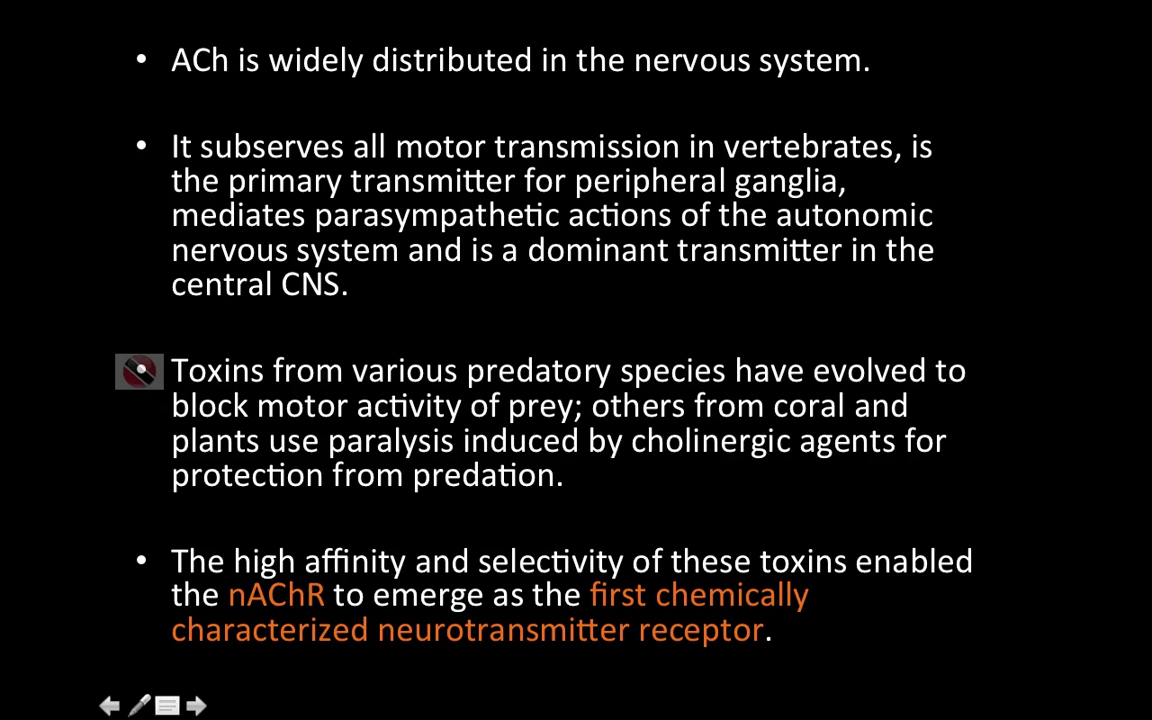 • ACh is widely distributed in the nervous system.
• It subserves all motor transmission in vertebrates, is
the primary transmitter for peripheral ganglia,
mediates parasympathetic actions of the autonomic
nervous system and is a dominant transmitter in the
central CNS.
• Toxins from various predatory species have evolved to
block motor activity of prey; others from coral and
plants use paralysis induced by cholinergic agents for
protection from predation.
• The high affinity and selectivity of these toxins enabled
the nAChR to emerge as the first chemically
characterized neurotransmitter receptor.